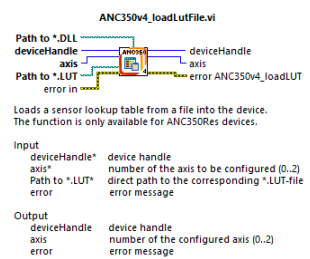 ANC350v4_loadLutFile.vi
Path to *.DLL
deviceHandle
axis
Path to *.LUT
error in
ANC350
4
deviceHandle
axis
error ANC350v4_loadLUT
Loads a sensor lookup table from a file into the device.
The function is only available for ANC350Res devices.
Input
deviceHandle* device handle
axis* number of the axis to be configured (0..2)
Path to *.LUT* direct path to the corresponding *.LUT-file
error error message
Output
deviceHandle device handle
axis number of the configured axis (0..2)
error error message